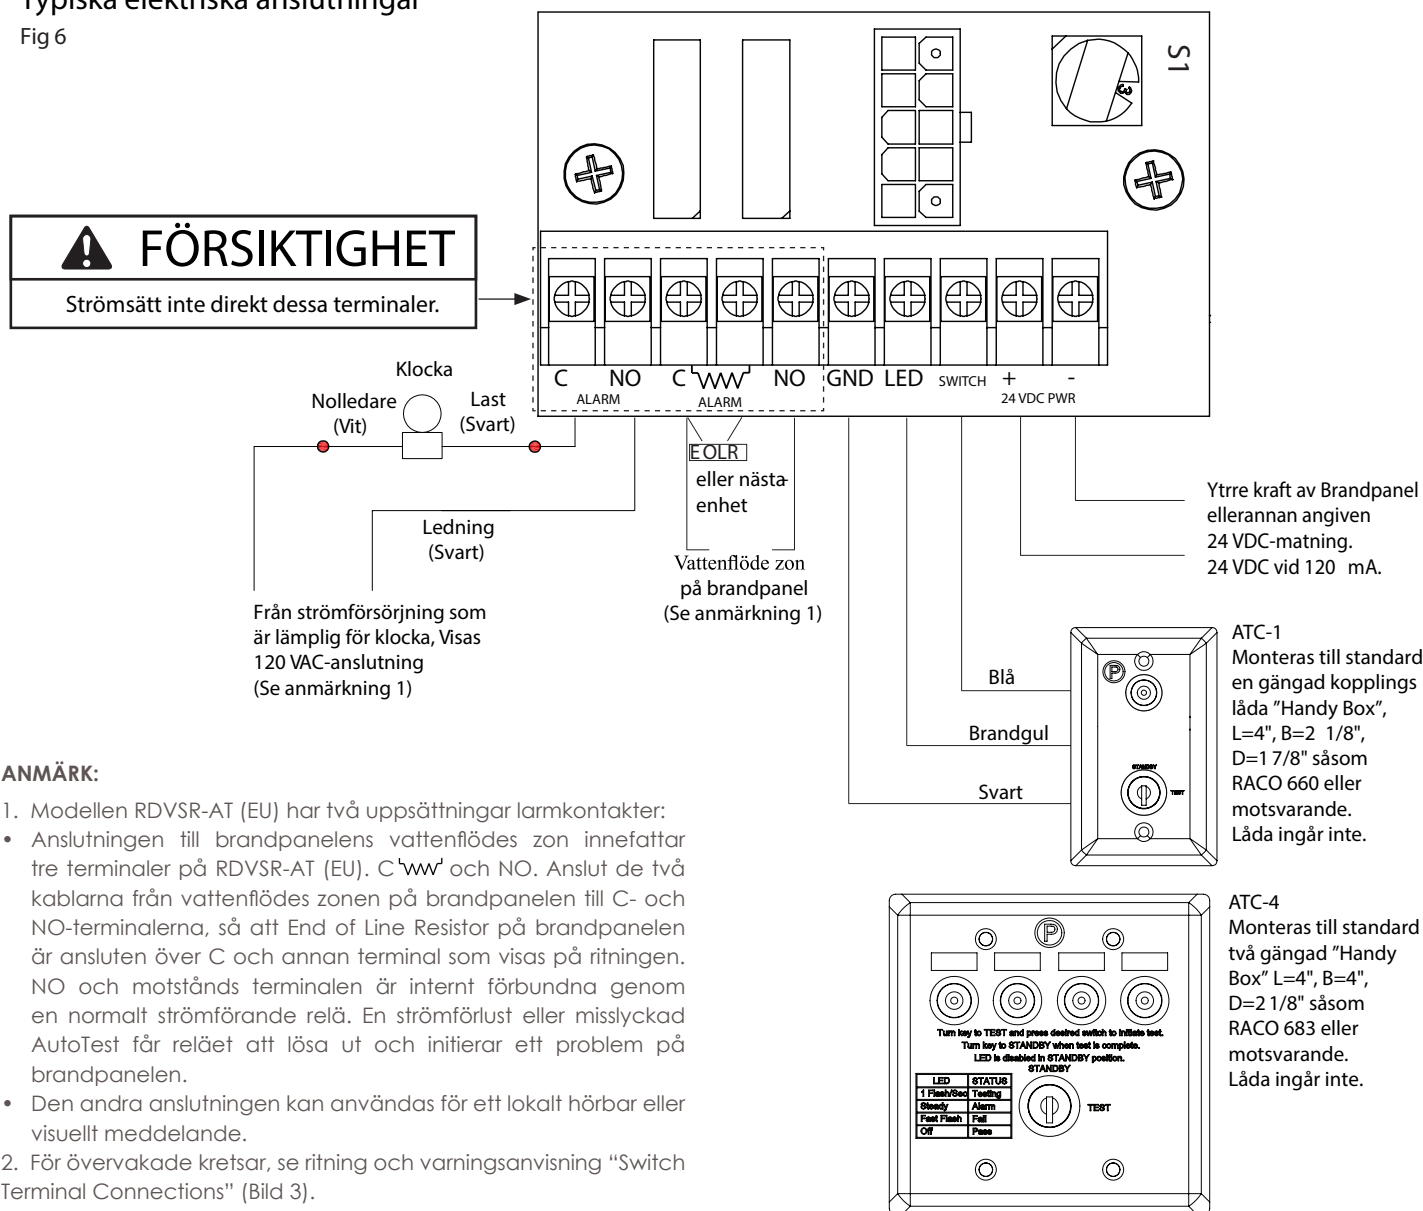 Typiska elektriska anslutningar
Fig 6
S1
3
FÖRSIKTIGHET
Strömsätt inte direkt dessa terminaler.
C NO C NO GND LED SWITCH + -
ALARM ALARM 24 VDC PWR
Klocka
Nolledare
(Vit)
Last
(Svart)
EOLR
eller nästa
enhet
Ledning
(Svart)
Vattenflöde zon
på brandpanel
(Se anmärkning 1)
Från strömförsörjning som
är lämplig för klocka, Visas
120 VAC-anslutning
(Se anmärkning 1)
Ytrre kraft av Brandpanel
ellerannan angiven
24 VDC-matning.
24 VDC vid 120 mA.
Blå
Brandgul
Svart
P
STANDBY
TEST
ATC-1
Monteras till standard
en gängad kopplings
låda ”Handy Box”,
L=4", B=2 1/8",
D=1 7/8" såsom
RACO 660 eller
motsvarande.
Låda ingår inte.
ANMÄRK:
1. Modellen RDVSR-AT (EU) har två uppsättningar larmkontakter:
• Anslutningen till brandpanelens vattenflödes zon innefattar
tre terminaler på RDVSR-AT (EU). C och NO. Anslut de två
kablarna från vattenflödes zonen på brandpanelen till C- och
NO-terminalerna, så att End of Line Resistor på brandpanelen
är ansluten över C och annan terminal som visas på ritningen.
NO och motstånds terminalen är internt förbundna genom
en normalt strömförande relä. En strömförlust eller misslyckad
AutoTest får reläet att lösa ut och initierar ett problem på
brandpanelen.
• Den andra anslutningen kan användas för ett lokalt hörbar eller
visuellt meddelande.
2. För övervakade kretsar, se ritning och varningsanvisning “Switch
Terminal Connections” (Bild 3).
P
Turn key to TEST and press desired switch to initiate test.
Turn key to STANDBY when test is complete.
LED is disabled in STANDBY position.
STANDBY
TEST
LED STATUS
1 Flash/Sec Testing
Steady Alarm
Fast Flash Fail
Off Pass
ATC-4
Monteras till standard
två gängad ”Handy
Box” L=4", B=4",
D=2 1/8" såsom
RACO 683 eller
motsvarande.
Låda ingår inte.